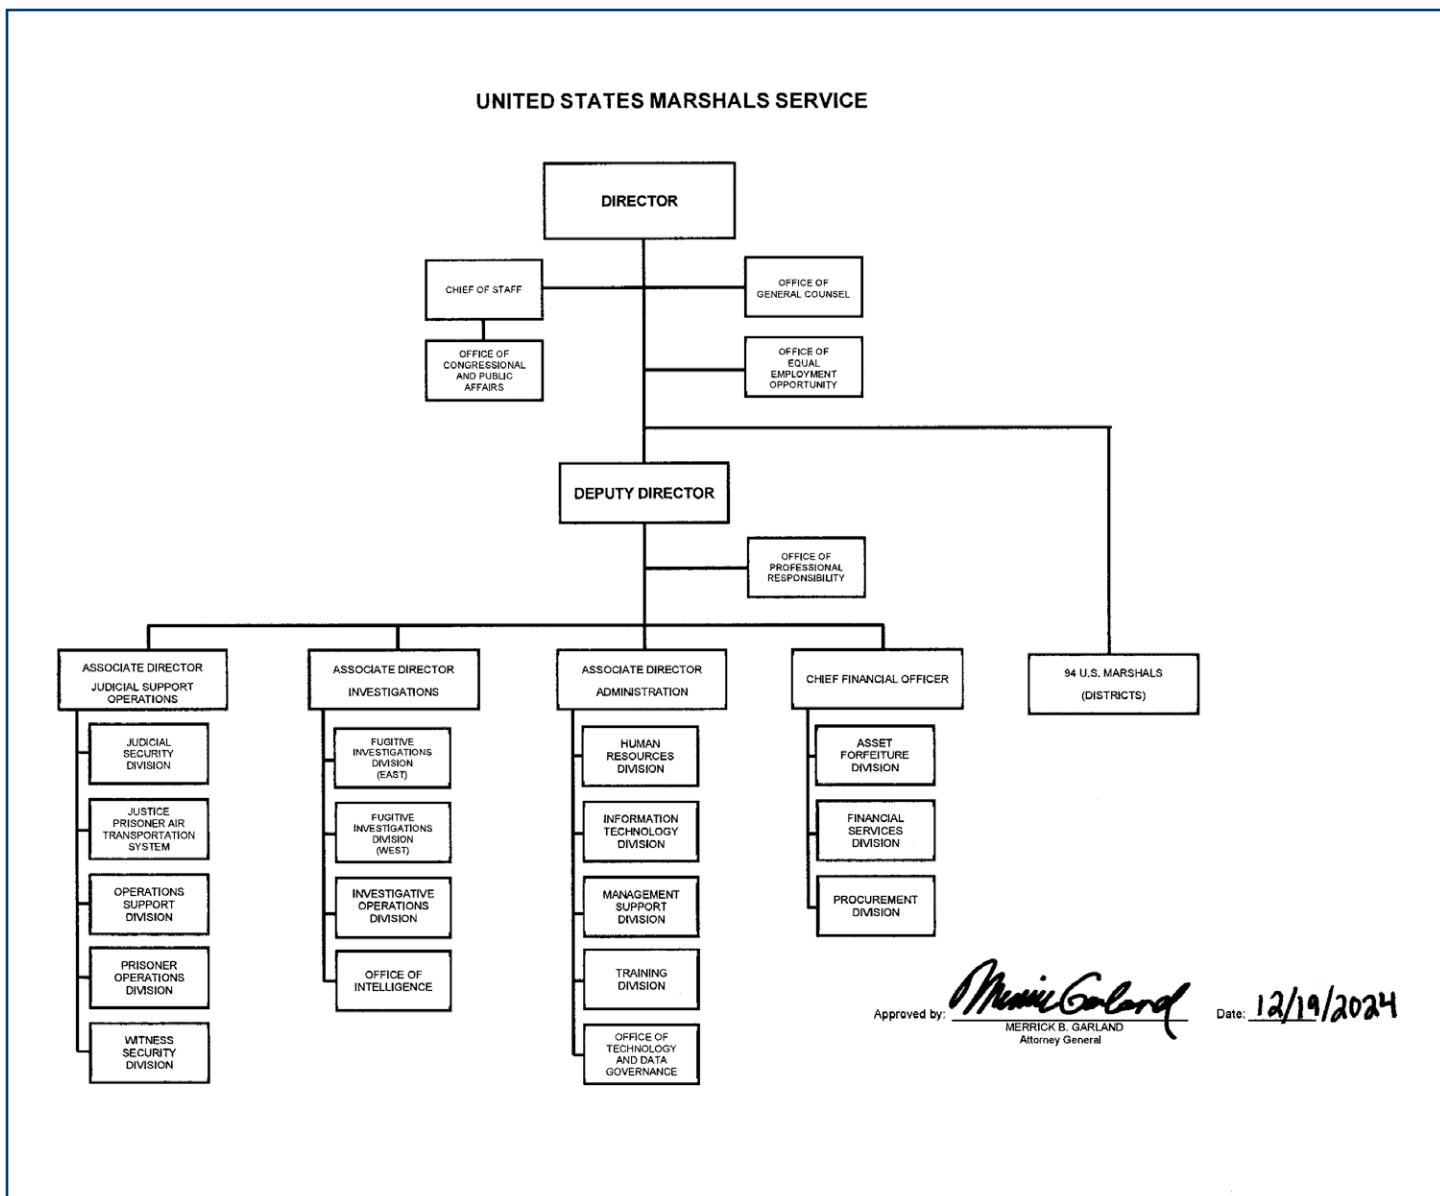 UNITED STATES MARSHALS SERVICE
DIRECTOR
CHIEF OF STAFF
OFFICE OF
GENERAL COUNSEL
OFFICE OF
CONGRESSIONAL
AND PUBLIC
AFFAIRS
OFFICE OF
EQUAL
EMPLOYMENT
OPPORTUNITY
DEPUTY DIRECTOR
OFFICE OF
PROFESSIONAL
RESPONSIBILITY
ASSOCIATE DIRECTOR
JUDICIAL SUPPORT
OPERATIONS
JUDICIAL
SECURITY
DIVISION
JUSTICE
PRISONER AIR
TRANSPORTATION
SYSTEM
OPERATIONS
SUPPORT
DIVISION
PRISONER
OPERATIONS
DIVISION
WITNESS
SECURITY
DIVISION
ASSOCIATE DIRECTOR
INVESTIGATIONS
FUGITIVE
INVESTIGATIONS
DIVISION
(EAST)
FUGITIVE
INVESTIGATIONS
DIVISION
(WEST)
INVESTIGATIVE
OPERATIONS
DIVISION
OFFICE OF
INTELLIGENCE
ASSOCIATE DIRECTOR
ADMINISTRATION
HUMAN
RESOURCES
DIVISION
INFORMATION
TECHNOLOGY
DIVISION
MANAGEMENT
SUPPORT
DIVISION
TRAINING
DIVISION
OFFICE OF
TECHNOLOGY
AND DATA
GOVERNANCE
CHIEF FINANCIAL OFFICER
ASSET
FORFEITURE
DIVISION
FINANCIAL
SERVICES
DIVISION
PROCUREMENT
DIVISION
94 U.S. MARSHALS
(DISTRICTS)
Approved by: Merrick Garland
MERRICK B. GARLAND
Attorney General
Date: 12/19/2024